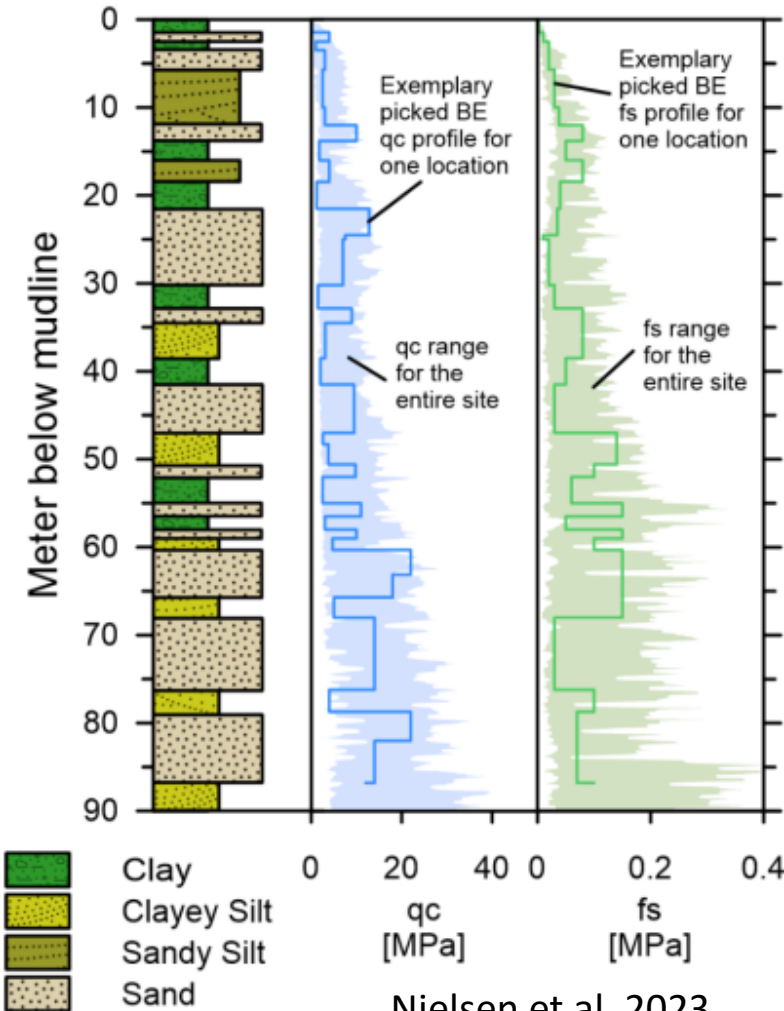 0
10
20
30
40
50
60
70
80
90
Meter below mudline
Exemplary
picked BE
qc profile for
one location
qc range
for the
entire site
Exemplary
picked BE
fs profile for
one location
fs range
for the
entire site
0 20 40
qc
[MPa]
0 0.2 0.4
fs
[MPa]
Clay
Clayey Silt
Sandy Silt
Sand
Nielsen et al. 2023